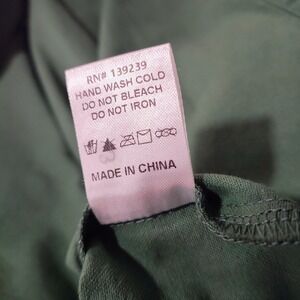 RN# 139239
HAND WASH COLD
DO NOT BLEACH
DO NOT IRON
MADE IN CHINA